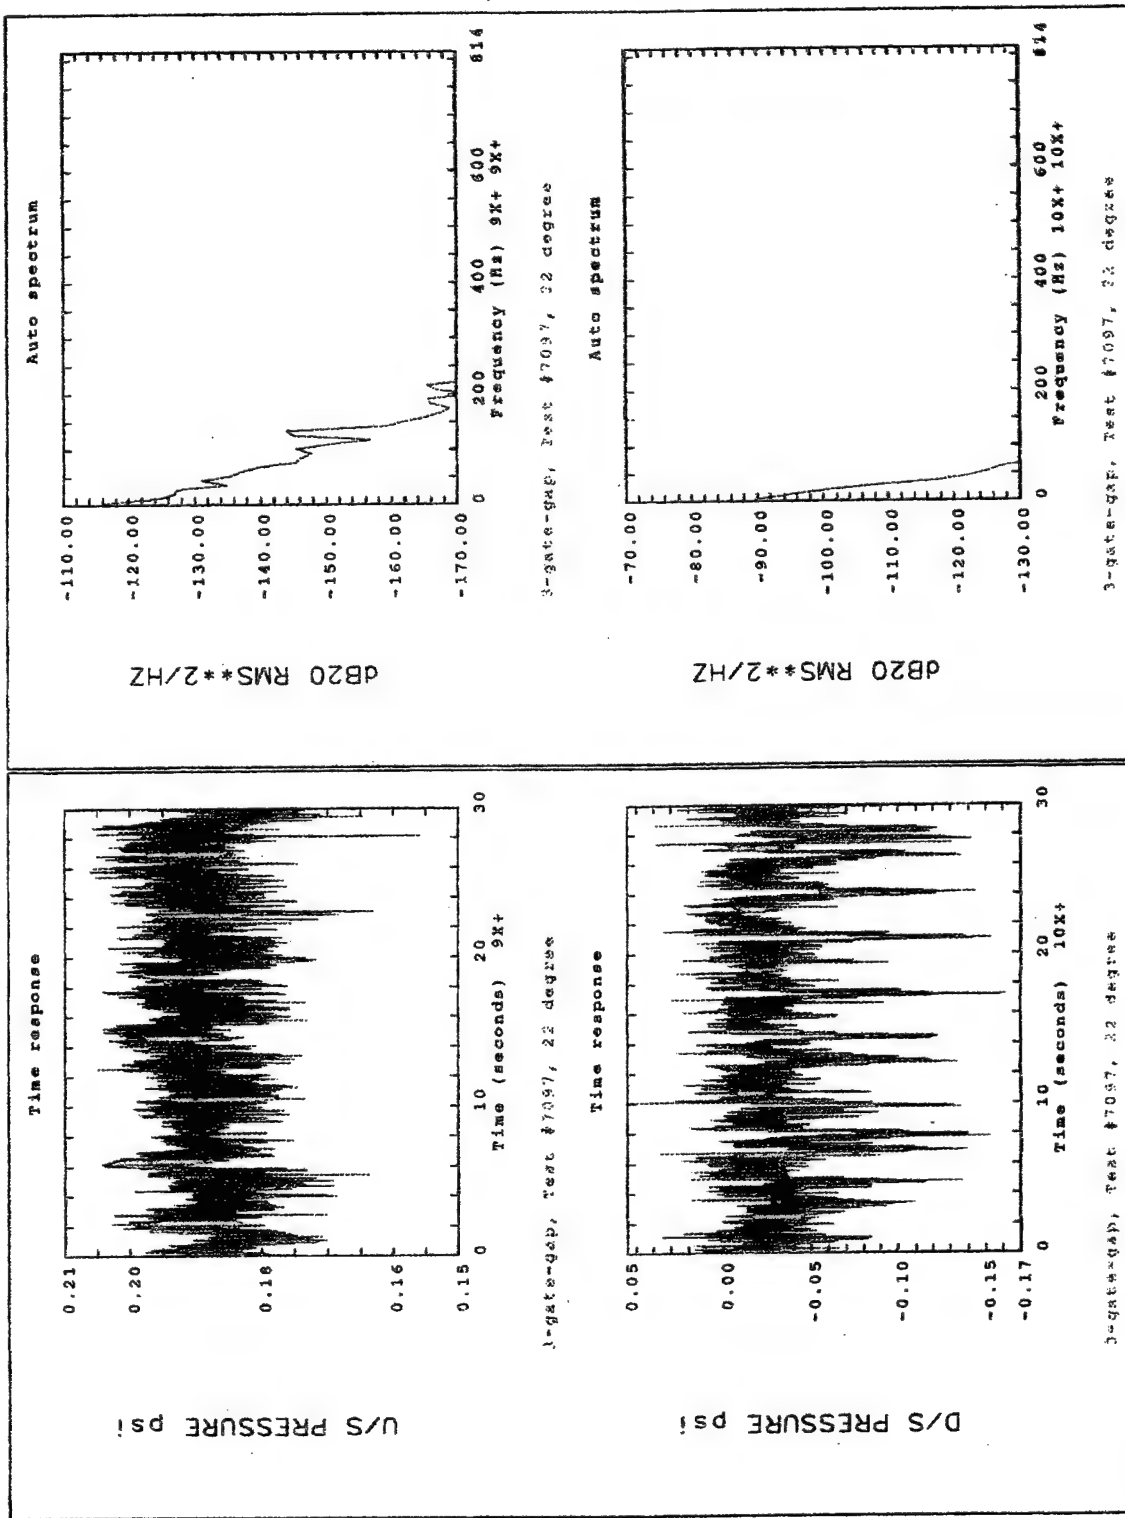 Time response
0.21
0.20
0.18
0.16
0.15
0
10
20
30
Time (seconds) 9X+
U/S PRESSURE psi
3-gate-gap, Test #7097, 22 degree
Auto spectrum
-110.00
-120.00
-130.00
-140.00
-150.00
-160.00
-170.00
0
200
400
600
814
Frequency (Hz) 9X+ 9X+
dB20 RMS**2/HZ
3-gate-gap, Test #7097, 22 degree
Time response
0.05
0.00
-0.05
-0.10
-0.15
-0.17
0
10
20
30
Time (seconds) 10X+
D/S PRESSURE psi
3-gate-gap, Test #7097, 22 degree
Auto spectrum
-70.00
-80.00
-90.00
-100.00
-110.00
-120.00
-130.00
0
200
400
600
814
Frequency (Hz) 10X+ 10X+
dB20 RMS**2/HZ
3-gate-gap, Test #7097, 22 degree